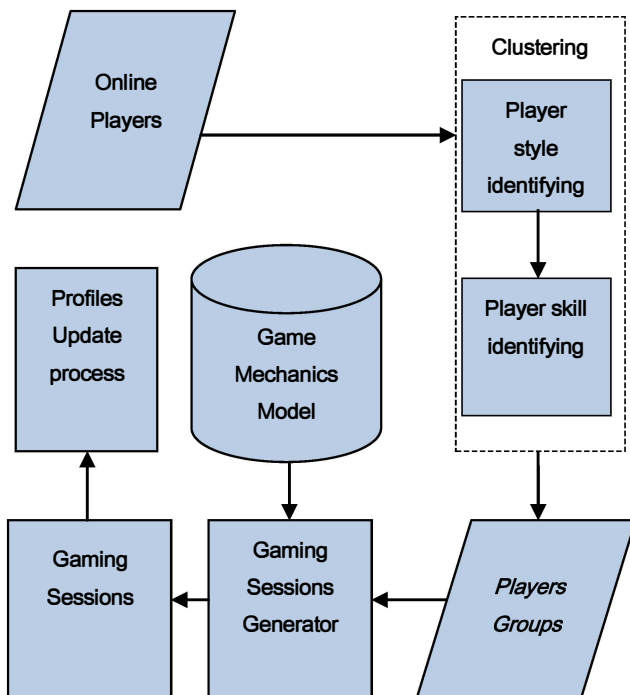 Online
Players
Clustering
Player
style
identifying
Player skill
identifying
Profiles
Update
process
Game
Mechanics
Model
Gaming
Sessions
Gaming
Sessions
Generator
Players
Groups